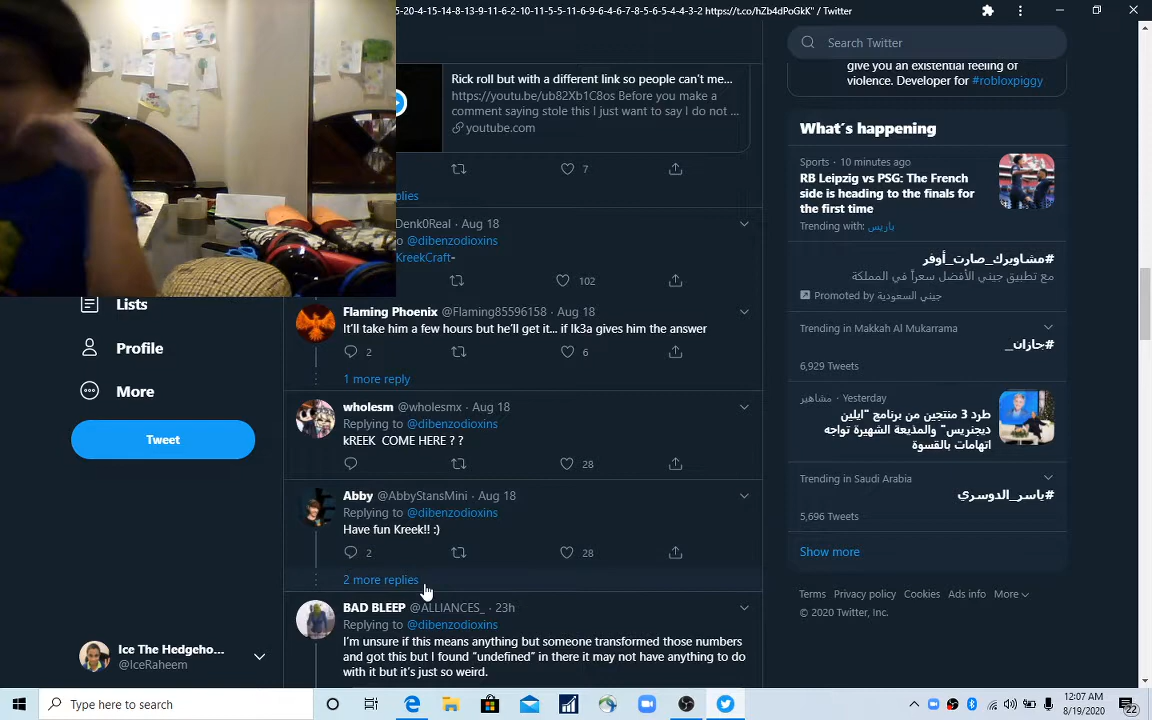 5-20-4-15-14-8-13-9-11-6-2-10-11-5-5-11-6-9-6-4-6-7-8-5-6-5-4-4-3-2 https://t.co/hZb4dPoGkK" / Twitter
Search Twitter
give you an existential feeling of
violence. Developer for #robloxpiggy
Rick roll but with a different link so people can't me...
https://youtu.be/ub82Xb1C8os Before you make a
comment saying stole this I just want to say I do not ...
youtube.com
7
plies
Denk0Real · Aug 18
to @dibenzodioxins
KreekCraft-
102
Flaming Phoenix @Flaming85596158 · Aug 18
It'll take him a few hours but he'll get it... if Ik3a gives him the answer
2 6
1 more reply
wholesm @wholesmx · Aug 18
Replying to @dibenzodioxins
kREEK COME HERE ? ?
28
Abby @AbbyStansMini · Aug 18
Replying to @dibenzodioxins
Have fun Kreek!! :)
2 28
2 more replies
BAD BLEEP @ALLIANCES_ · 23h
Replying to @dibenzodioxins
I'm unsure if this means anything but someone transformed those numbers
and got this but I found "undefined" in there it may not have anything to do
with it but it's just so weird.
Lists
Profile
More
Tweet
Ice The Hedgeho...
@IceRaheem
What's happening
Sports · 10 minutes ago
RB Leipzig vs PSG: The French
side is heading to the finals for
the first time
Trending with: باريس
#مشاويرك_صارت_أوفر
مع تطبيق جيني الأفضل سعراً في المملكة
Promoted by جيني السعودية
Trending in Makkah Al Mukarrama
#جازان__
6,929 Tweets
مشاهير · Yesterday
طرد 3 منتجين من برنامج "ايلين
ديجنريس" والمذيعة الشهيرة تواجه
اتهامات بالقسوة
Trending in Saudi Arabia
#ياسر_الدوسري
5,696 Tweets
Show more
Terms Privacy policy Cookies Ads info More
© 2020 Twitter, Inc.
Type here to search
12:07 AM
8/19/2020
22